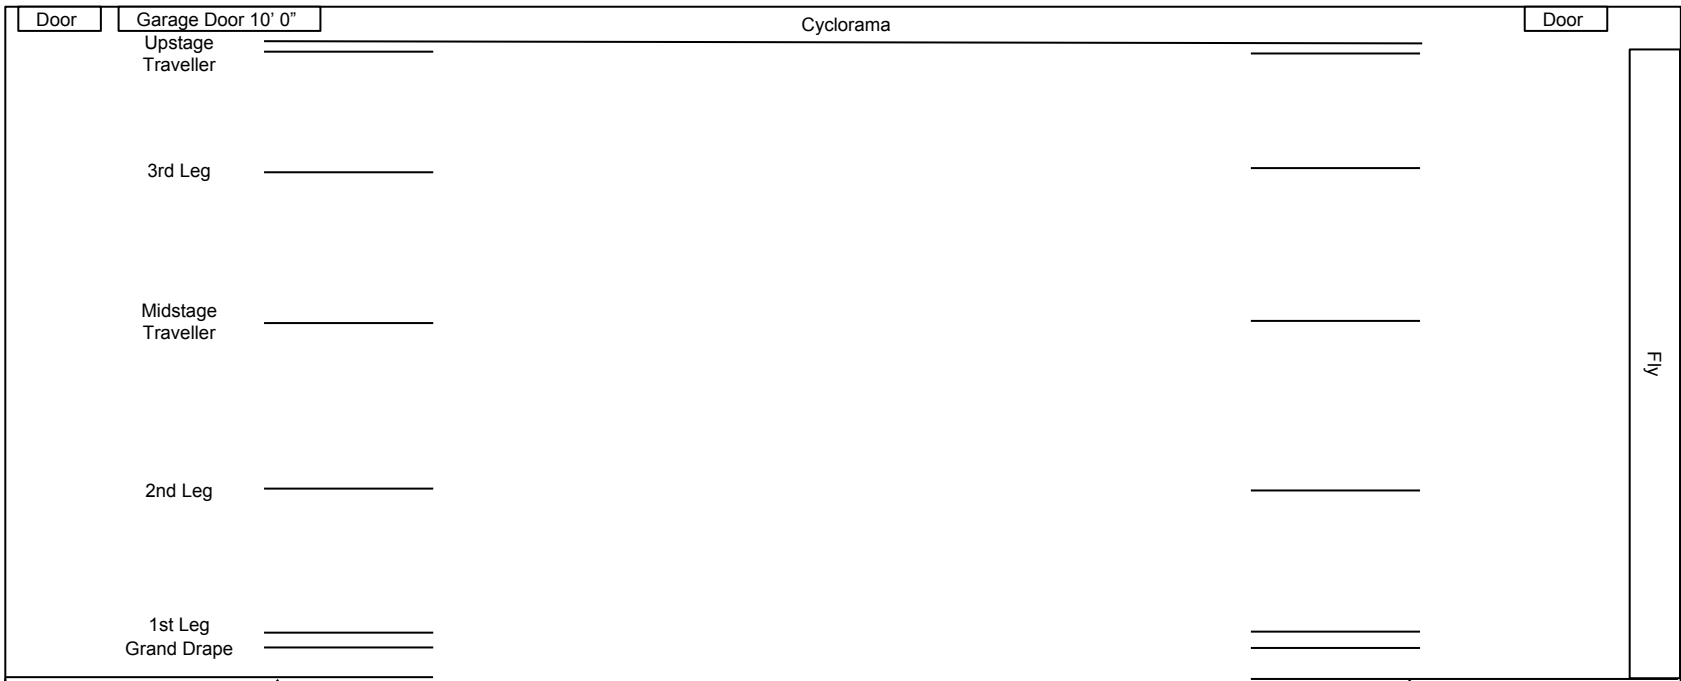 Door
Garage Door 10’ 0”
Cyclorama
Door
Upstage
Traveller
3rd Leg
Midstage
Traveller
Fly
2nd Leg
1st Leg
Grand Drape